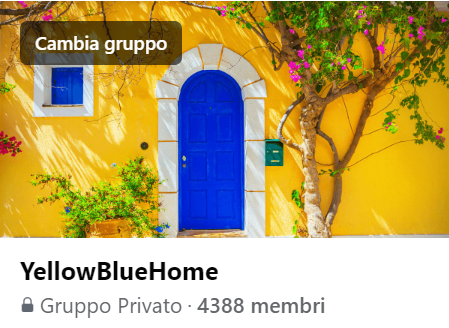 Cambia gruppo
YellowBlueHome
Gruppo Privato · 4388 membri